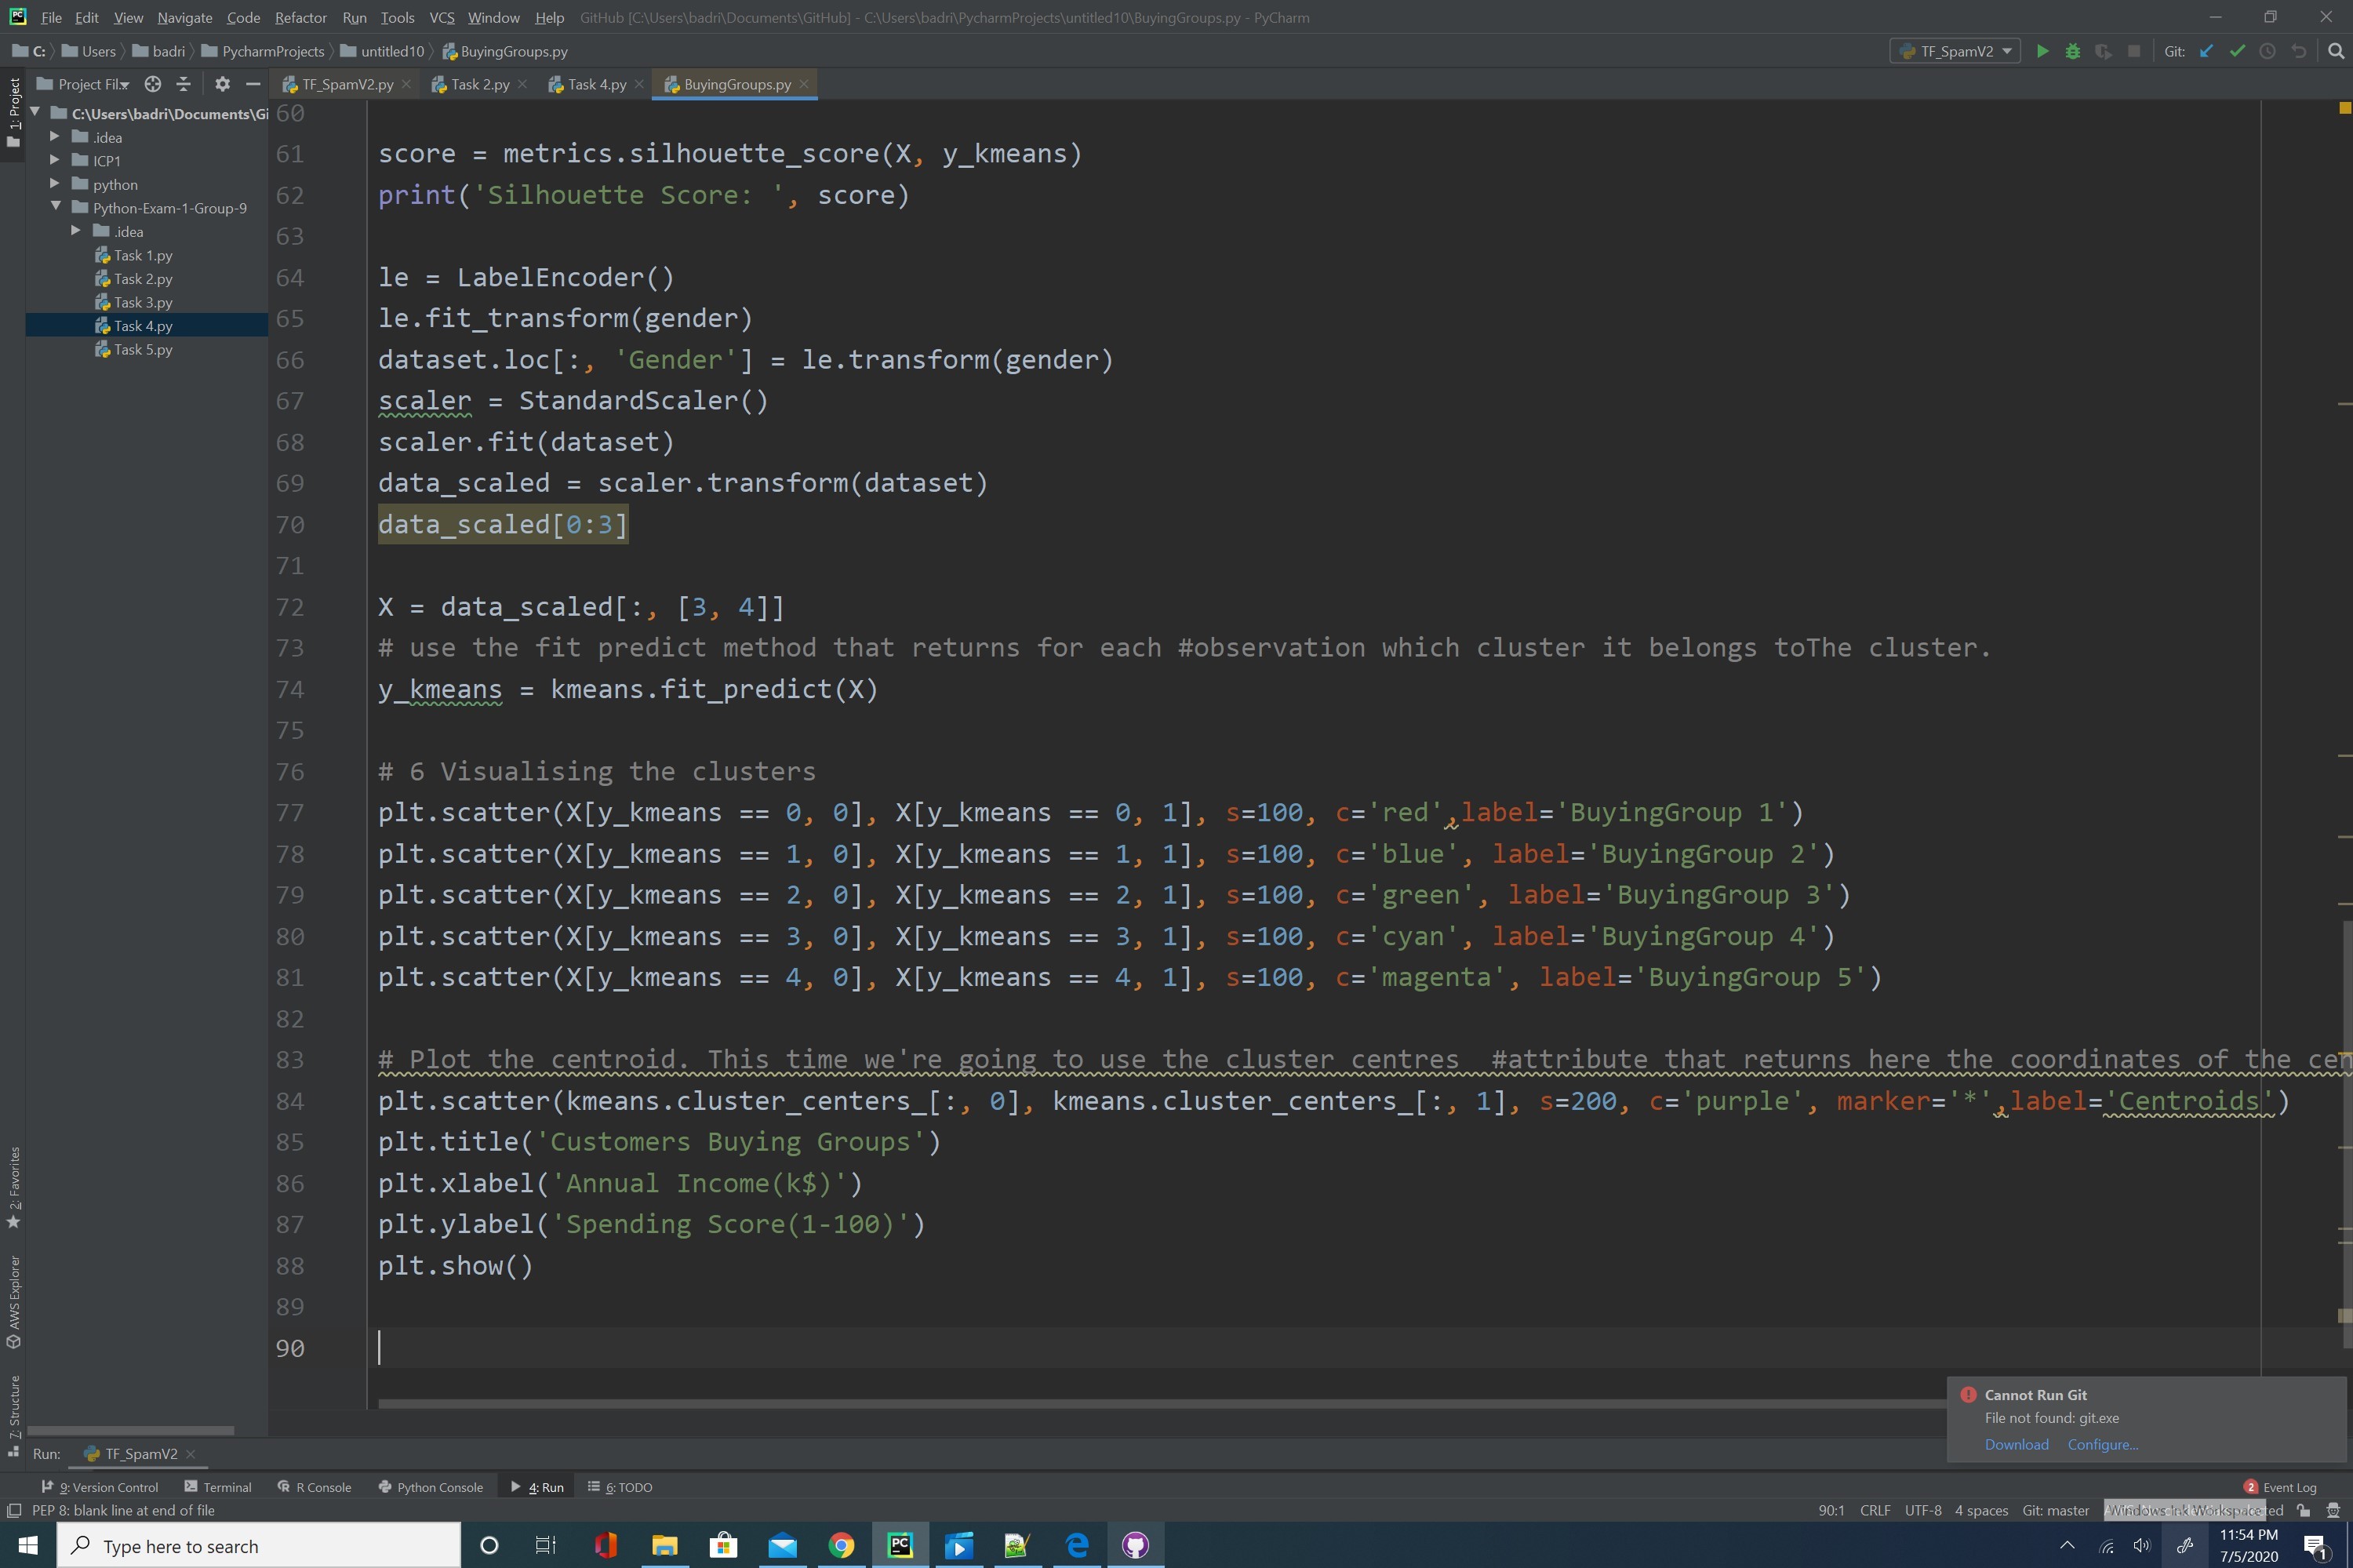 File Edit View Navigate Code Refactor Run Tools VCS Window Help GitHub [C:\Users\badri\Documents\GitHub] - C:\Users\badri\PycharmProjects\untitled10\BuyingGroups.py - PyCharm
C: Users badri PycharmProjects untitled10 BuyingGroups.py TF_SpamV2 Git:
Project Fil.. TF_SpamV2.py Task 2.py Task 4.py BuyingGroups.py
1: Project
C:\Users\badri\Documents\Gi
.idea
ICP1
python
Python-Exam-1-Group-9
.idea
Task 1.py
Task 2.py
Task 3.py
Task 4.py
Task 5.py
2: Favorites
AWS Explorer
7: Structure
60
61 score = metrics.silhouette_score(X, y_kmeans)
62 print('Silhouette Score: ', score)
63
64 le = LabelEncoder()
65 le.fit_transform(gender)
66 dataset.loc[:, 'Gender'] = le.transform(gender)
67 scaler = StandardScaler()
68 scaler.fit(dataset)
69 data_scaled = scaler.transform(dataset)
70 data_scaled[0:3]
71
72 X = data_scaled[:, [3, 4]]
73 # use the fit predict method that returns for each #observation which cluster it belongs toThe cluster.
74 y_kmeans = kmeans.fit_predict(X)
75
76 # 6 Visualising the clusters
77 plt.scatter(X[y_kmeans == 0, 0], X[y_kmeans == 0, 1], s=100, c='red',label='BuyingGroup 1')
78 plt.scatter(X[y_kmeans == 1, 0], X[y_kmeans == 1, 1], s=100, c='blue', label='BuyingGroup 2')
79 plt.scatter(X[y_kmeans == 2, 0], X[y_kmeans == 2, 1], s=100, c='green', label='BuyingGroup 3')
80 plt.scatter(X[y_kmeans == 3, 0], X[y_kmeans == 3, 1], s=100, c='cyan', label='BuyingGroup 4')
81 plt.scatter(X[y_kmeans == 4, 0], X[y_kmeans == 4, 1], s=100, c='magenta', label='BuyingGroup 5')
82
83 # Plot the centroid. This time we're going to use the cluster centres  #attribute that returns here the coordinates of the cen
84 plt.scatter(kmeans.cluster_centers_[:, 0], kmeans.cluster_centers_[:, 1], s=200, c='purple', marker='*',label='Centroids')
85 plt.title('Customers Buying Groups')
86 plt.xlabel('Annual Income(k$)')
87 plt.ylabel('Spending Score(1-100)')
88 plt.show()
89
90
Cannot Run Git
File not found: git.exe
Download Configure...
Run: TF_SpamV2
9: Version Control Terminal R Console Python Console 4: Run 6: TODO 2 Event Log
PEP 8: blank line at end of file 90:1 CRLF UTF-8 4 spaces Git: master
Type here to search
11:54 PM
7/5/2020
1